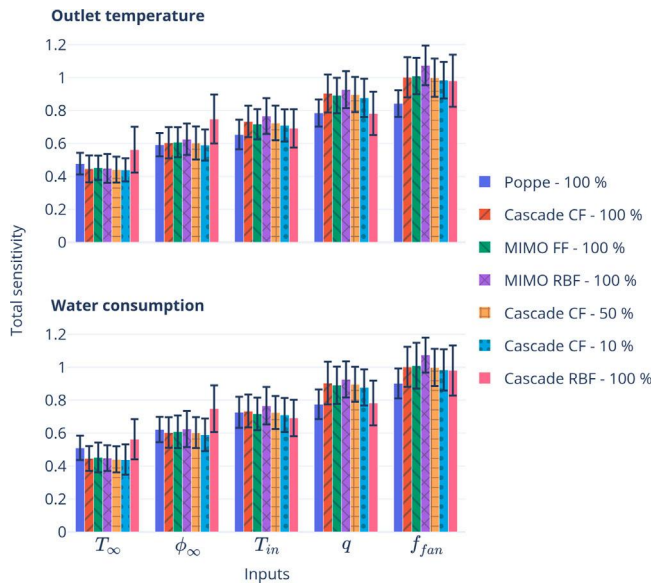 Outlet temperature
1.2
1
0.8
0.6
0.4
0.2
0
Water consumption
1.2
1
0.8
0.6
0.4
0.2
0
T∞ ϕ∞ Tin q ffan
Inputs
Total sensitivity
Poppe - 100 %
Cascade CF - 100 %
MIMO FF - 100 %
MIMO RBF - 100 %
Cascade CF - 50 %
Cascade CF - 10 %
Cascade RBF - 100 %